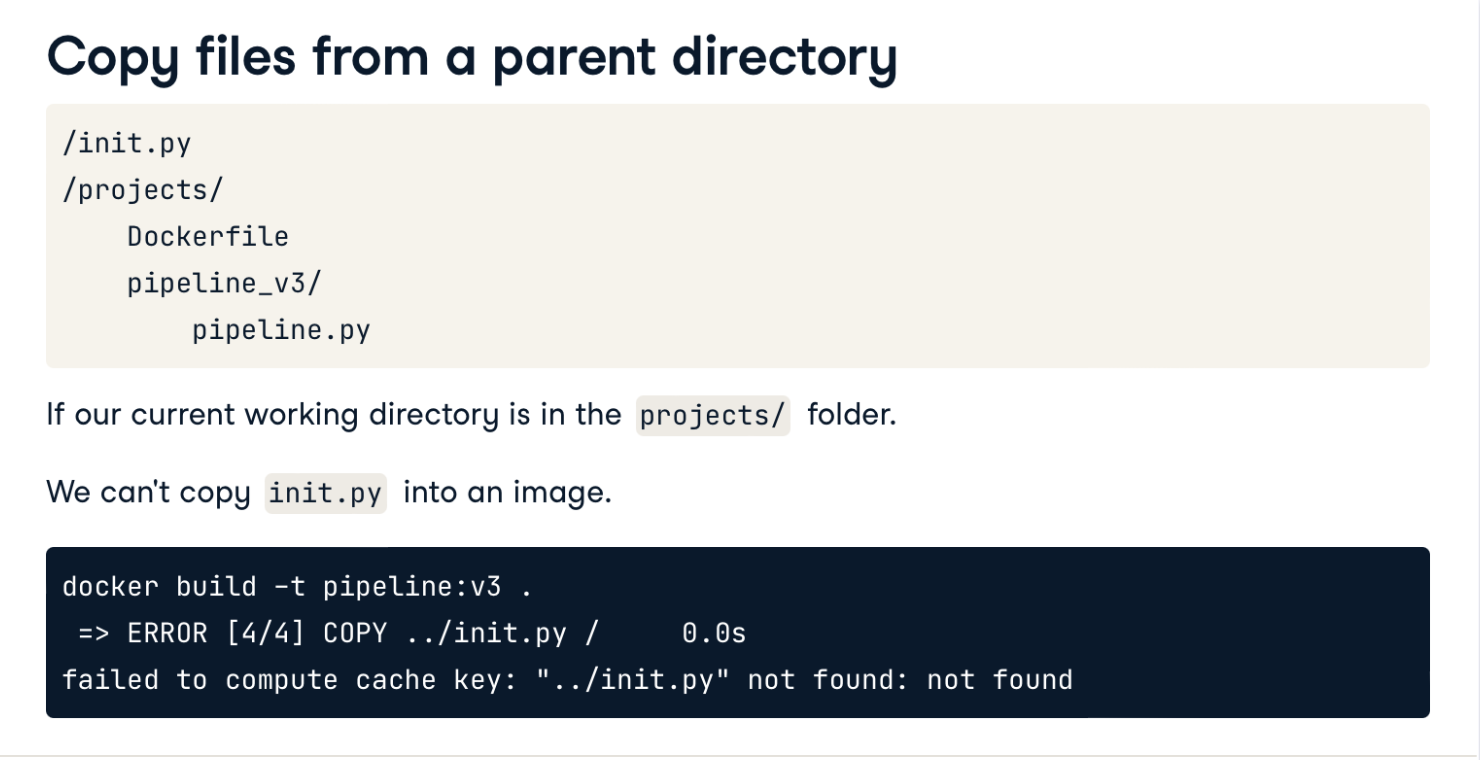 Copy files from a parent directory
/init.py
/projects/
    Dockerfile
    pipeline_v3/
        pipeline.py
If our current working directory is in the projects/ folder.
We can't copy init.py into an image.
docker build -t pipeline:v3 .
 => ERROR [4/4] COPY ../init.py /     0.0s
failed to compute cache key: "../init.py" not found: not found